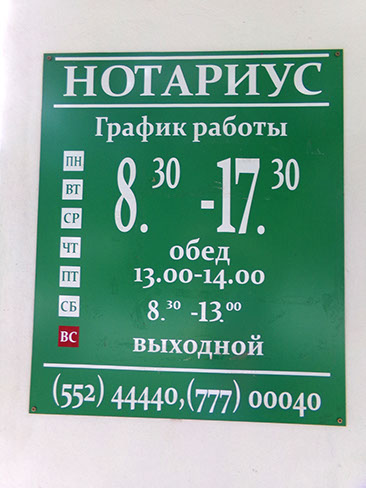 НОТАРИУС
График работы
ПН
ВТ
СР
ЧТ
ПТ
8.30 -17.30
обед
13.00-14.00
СБ 8.30 -13.00
ВС выходной
(552) 44440,(777) 00040